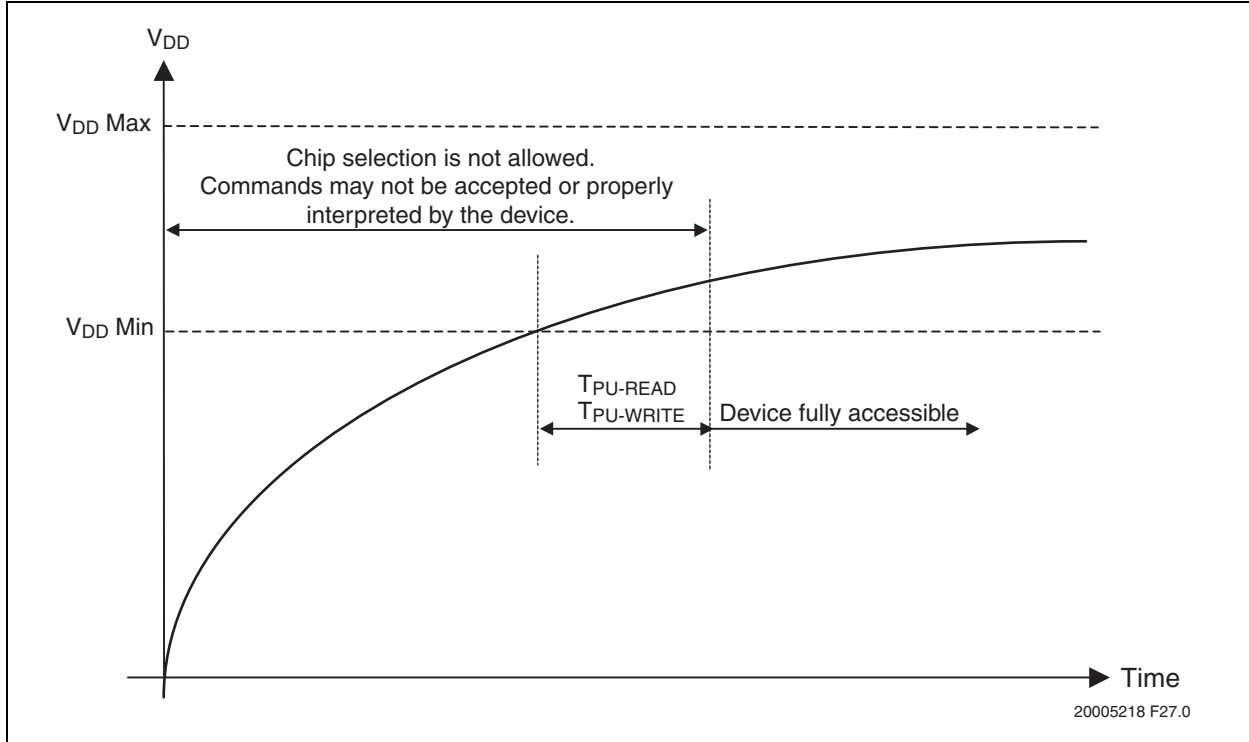 VDD
VDD Max
Chip selection is not allowed.
Commands may not be accepted or properly
interpreted by the device.
VDD Min
TPU-READ
TPU-WRITE
Device fully accessible
Time
20005218 F27.0